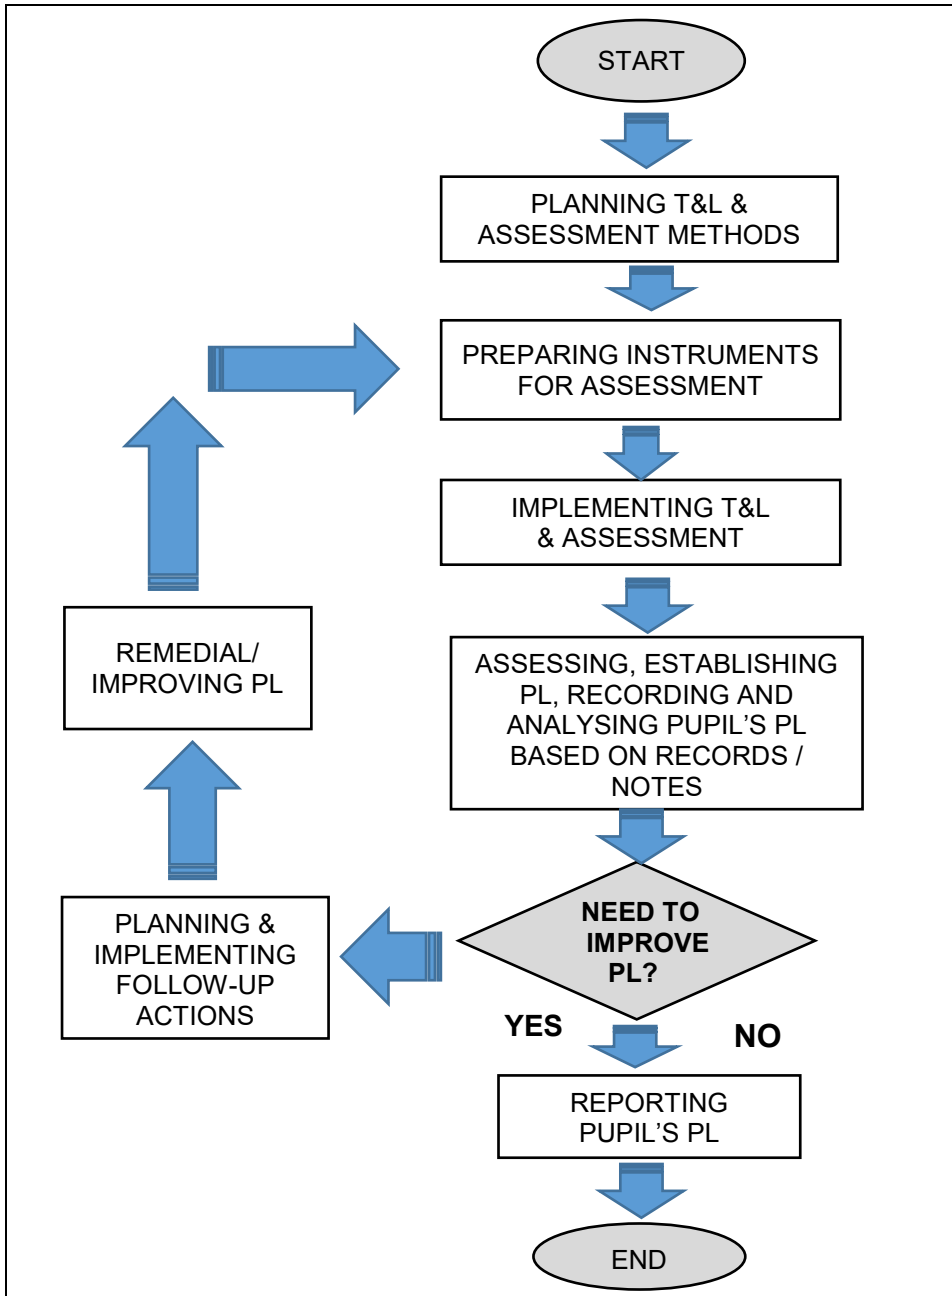 START
PLANNING T&L &
ASSESSMENT METHODS
PREPARING INSTRUMENTS
FOR ASSESSMENT
IMPLEMENTING T&L
& ASSESSMENT
REMEDIAL/
IMPROVING PL
ASSESSING, ESTABLISHING
PL, RECORDING AND
ANALYSING PUPIL’S PL
BASED ON RECORDS /
NOTES
PLANNING &
IMPLEMENTING
FOLLOW-UP
ACTIONS
NEED TO
IMPROVE
PL?
YES
NO
REPORTING
PUPIL’S PL
END